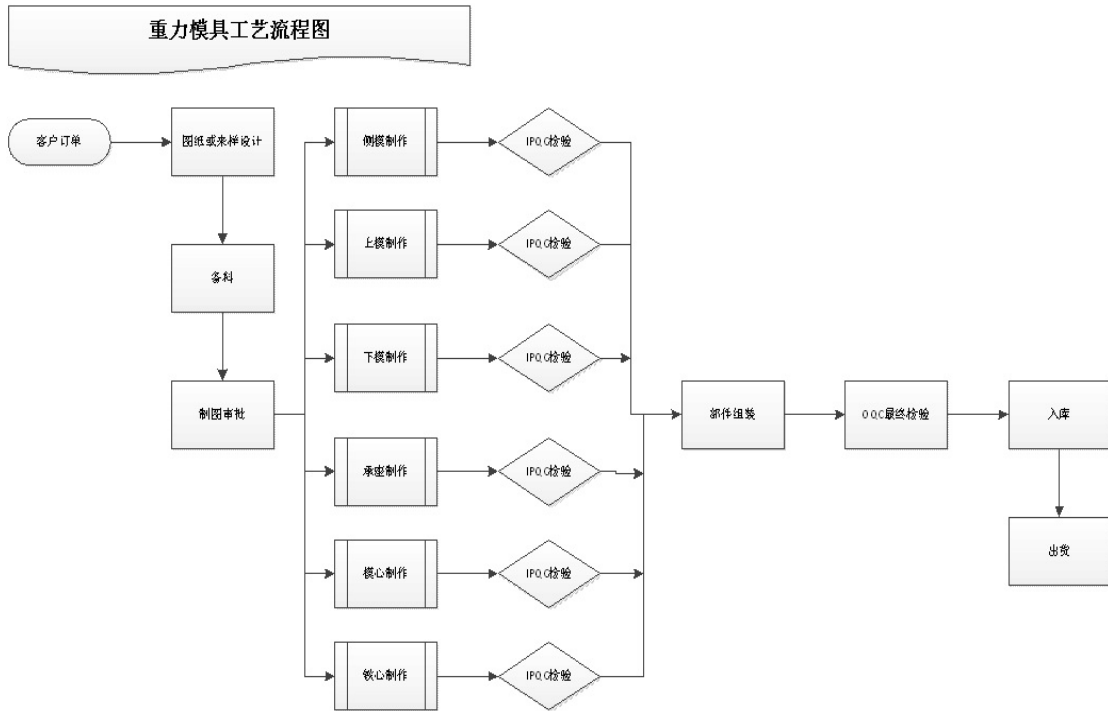 重力模具工艺流程图
客户订单
图纸或来样设计
备料
制图审批
侧模制作
IPQC检验
上模制作
IPQC检验
下模制作
IPQC检验
承座制作
IPQC检验
模心制作
IPQC检验
铁心制作
IPQC检验
部件组装
OQC最终检验
入库
出货